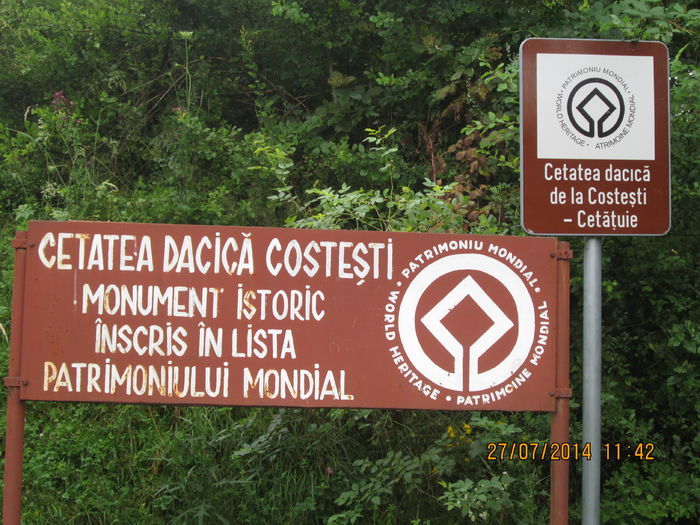 PATRIMONIU MONDIAL
WORLD HERITAGE • PATRIMOINE MONDIAL
Cetatea dacică
de la Costești
– Cetățuie
CETATEA DACICĂ COSTEȘTI
MONUMENT ISTORIC
ÎNSCRIS ÎN LISTA
PATRIMONIULUI MONDIAL
PATRIMONIU MONDIAL •
WORLD HERITAGE • PATRIMOINE MONDIAL
27/07/2014 11:42